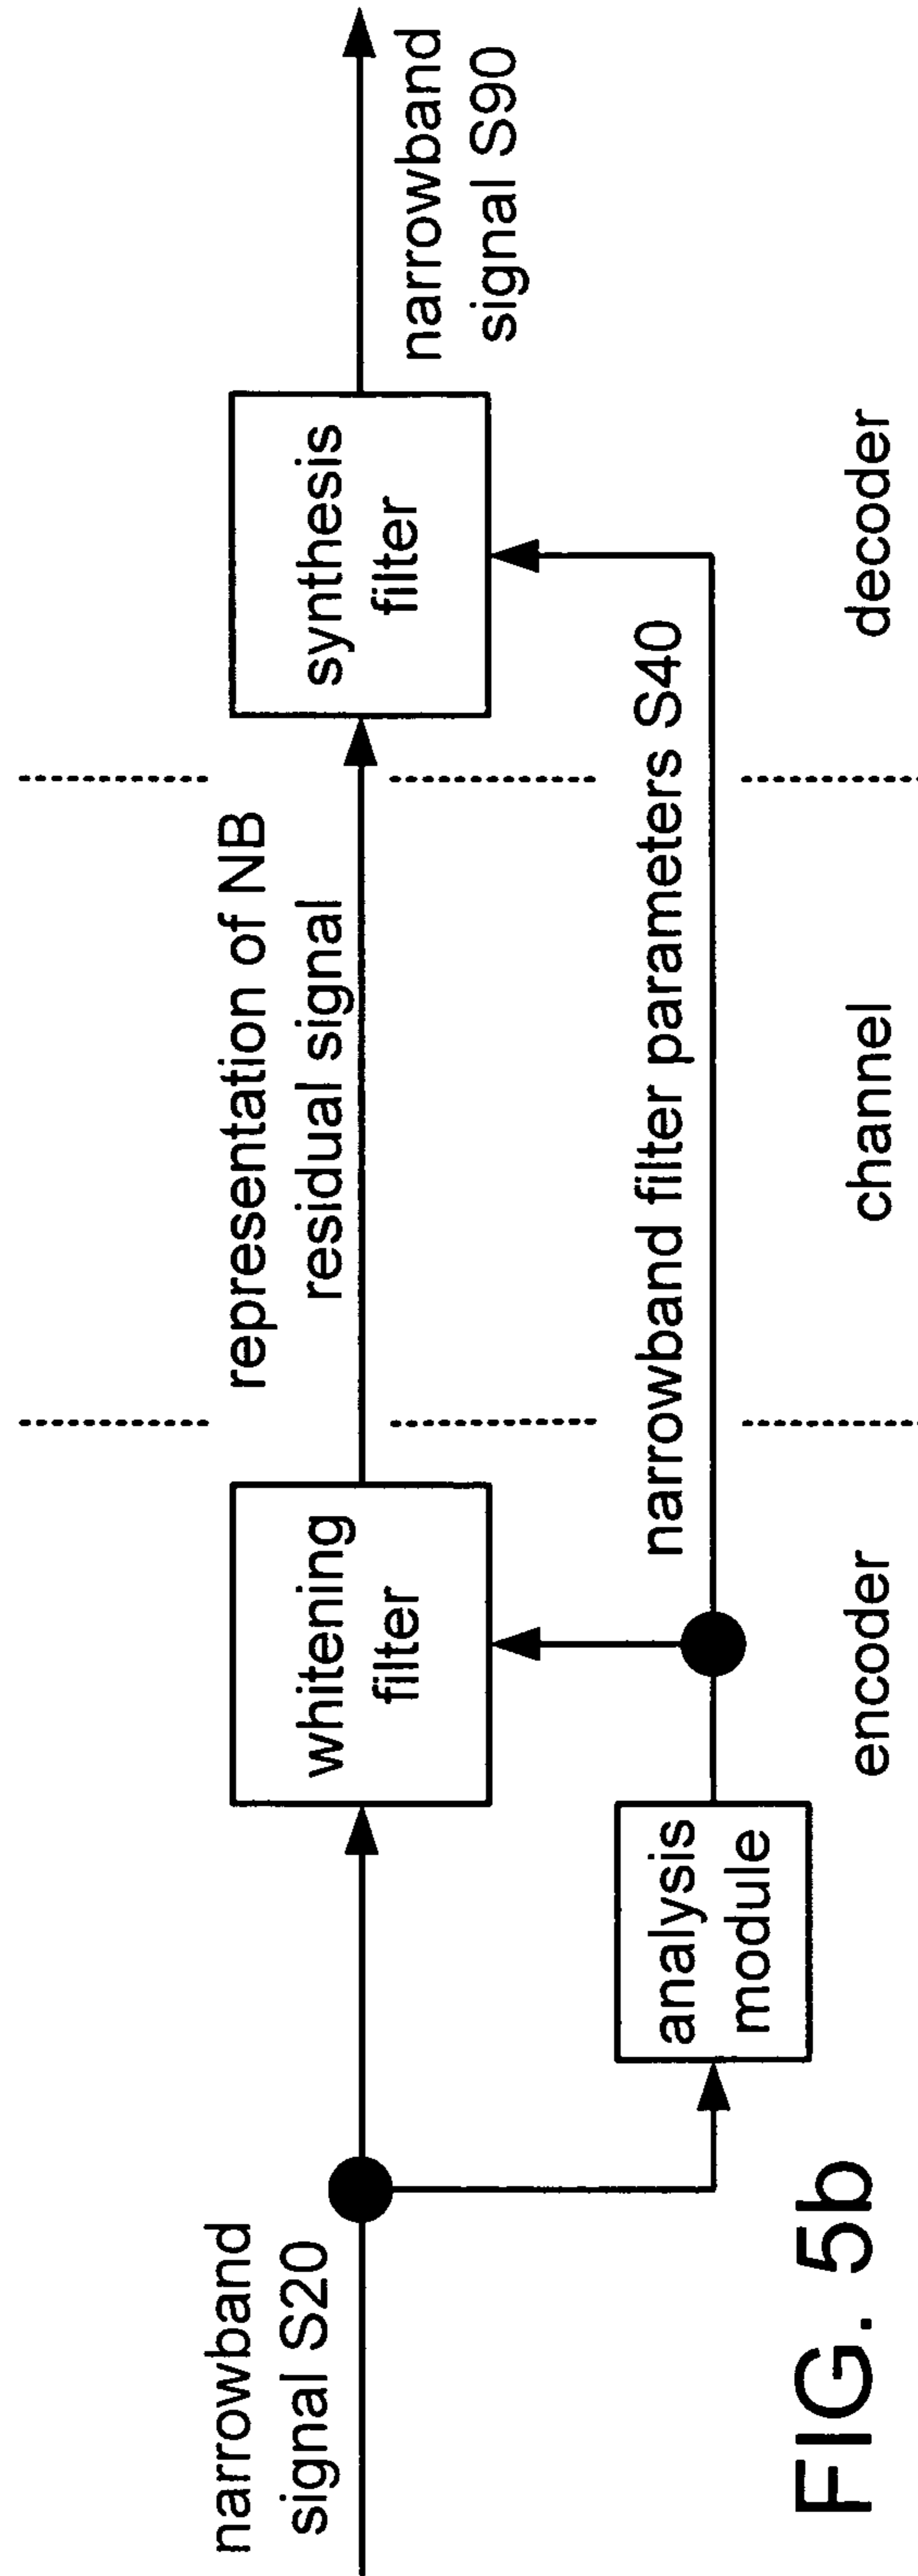 narrowband
signal S20
whitening
filter
representation of NB
residual signal
synthesis
filter
narrowband
signal S90
analysis
module
narrowband filter parameters S40
encoder
channel
decoder
FIG. 5b